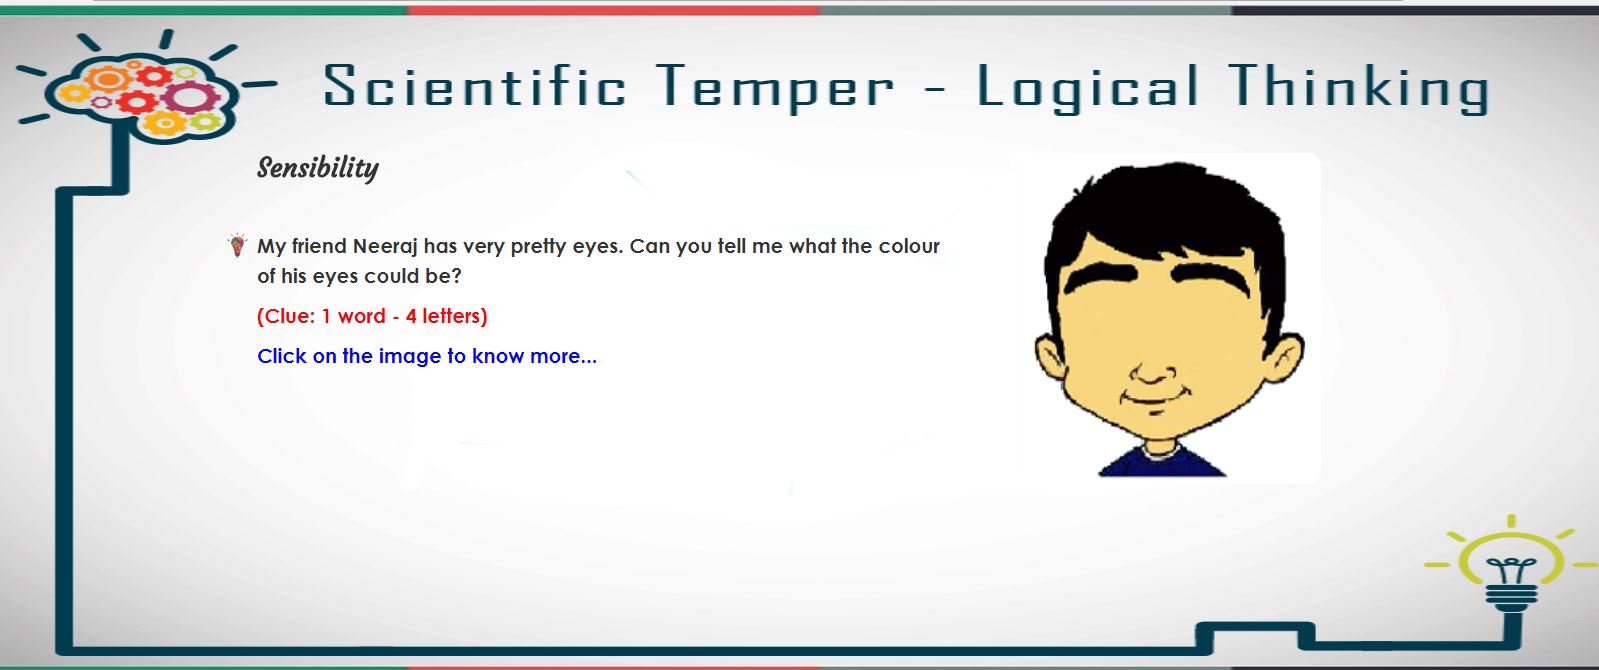 Scientific Temper - Logical Thinking
Sensibility
My friend Neeraj has very pretty eyes. Can you tell me what the colour
of his eyes could be?
(Clue: 1 word - 4 letters)
Click on the image to know more...